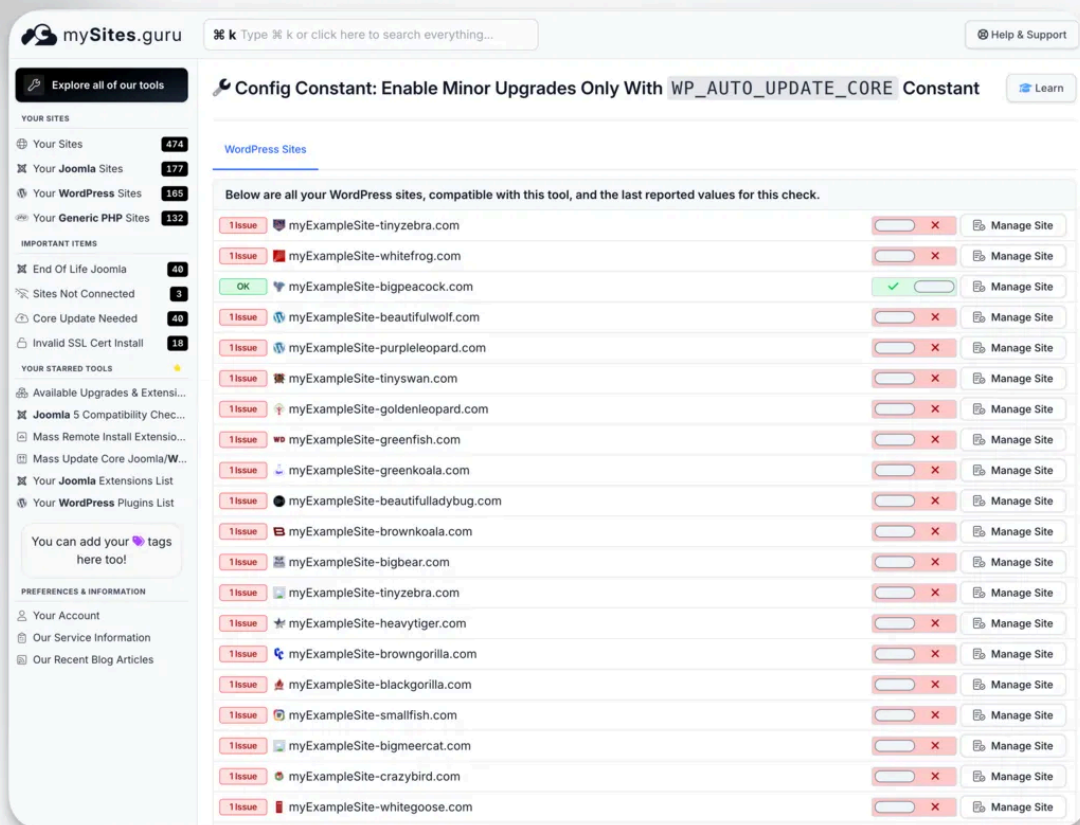 mySites.guru
⌘ k Type ⌘ k or click here to search everything...
Help & Support
Explore all of our tools
YOUR SITES
Your Sites 474
Your Joomla Sites 177
Your WordPress Sites 165
Your Generic PHP Sites 132
IMPORTANT ITEMS
End Of Life Joomla 40
Sites Not Connected 3
Core Update Needed 40
Invalid SSL Cert Install 18
YOUR STARRED TOOLS
Available Upgrades & Extensi...
Joomla 5 Compatibility Chec...
Mass Remote Install Extensio...
Mass Update Core Joomla/W...
Your Joomla Extensions List
Your WordPress Plugins List
You can add your tags
here too!
PREFERENCES & INFORMATION
Your Account
Our Service Information
Our Recent Blog Articles
Config Constant: Enable Minor Upgrades Only With WP_AUTO_UPDATE_CORE Constant
Learn
WordPress Sites
Below are all your WordPress sites, compatible with this tool, and the last reported values for this check.
1 Issue myExampleSite-tinyzebra.com Manage Site
1 Issue myExampleSite-whitefrog.com Manage Site
OK myExampleSite-bigpeacock.com Manage Site
1 Issue myExampleSite-beautifulwolf.com Manage Site
1 Issue myExampleSite-purpleleopard.com Manage Site
1 Issue myExampleSite-tinyswan.com Manage Site
1 Issue myExampleSite-goldenleopard.com Manage Site
1 Issue WD myExampleSite-greenfish.com Manage Site
1 Issue myExampleSite-greenkoala.com Manage Site
1 Issue myExampleSite-beautifulladybug.com Manage Site
1 Issue myExampleSite-brownkoala.com Manage Site
1 Issue myExampleSite-bigbear.com Manage Site
1 Issue myExampleSite-tinyzebra.com Manage Site
1 Issue myExampleSite-heavytiger.com Manage Site
1 Issue myExampleSite-browngorilla.com Manage Site
1 Issue myExampleSite-blackgorilla.com Manage Site
1 Issue myExampleSite-smallfish.com Manage Site
1 Issue myExampleSite-bigmeercat.com Manage Site
1 Issue myExampleSite-crazybird.com Manage Site
1 Issue myExampleSite-whitegoose.com Manage Site